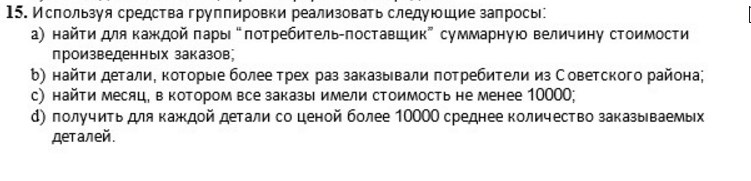 15. Используя средства группировки реализовать следующие запросы:
a) найти для каждой пары “потребитель-поставщик” суммарную величину стоимости
произведенных заказов;
b) найти детали, которые более трех раз заказывали потребители из Советского района;
c) найти месяц, в котором все заказы имели стоимость не менее 10000;
d) получить для каждой детали со ценой более 10000 среднее количество заказываемых
деталей.